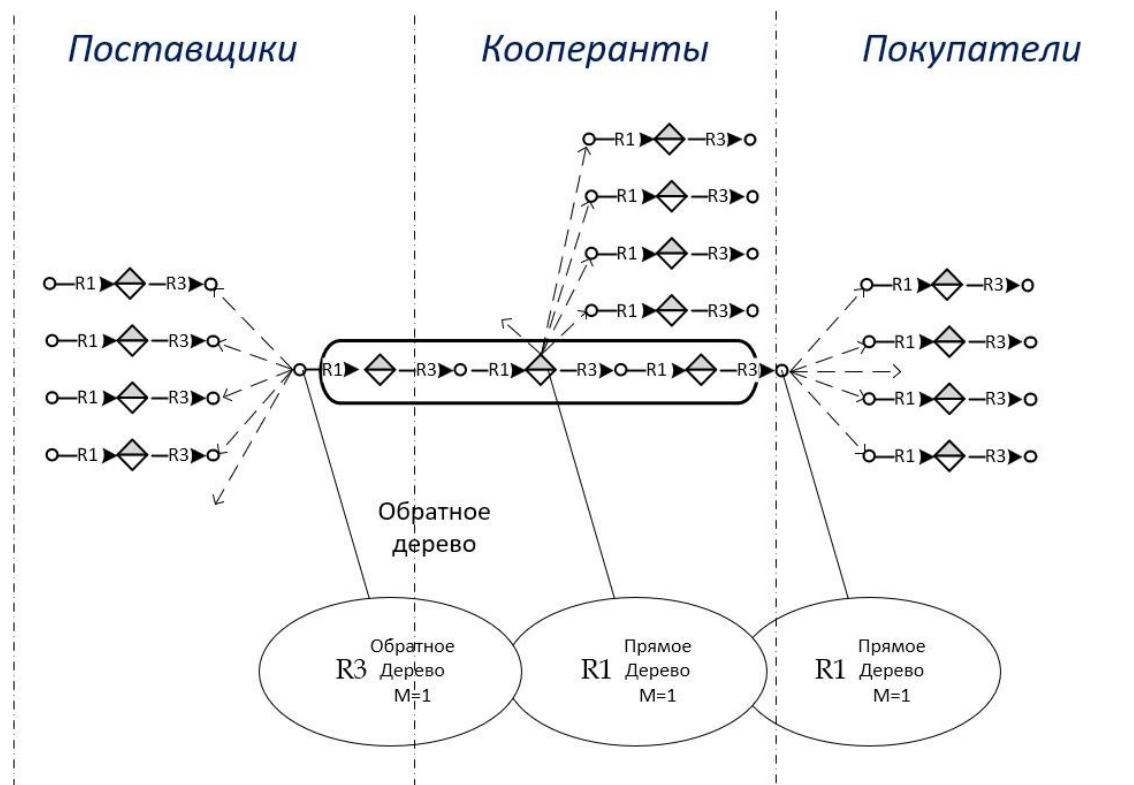 Поставщики
Кооперанты
Покупатели
R1 R3
R1 R3
R1 R3
R1 R3
R1 R3
R1 R3
R1 R3
R1 R3
R1 R3 R1 R3 R1 R3
R1 R3
R1 R3
R1 R3
R1 R3
Обратное
дерево
R3 Обратное
Дерево
M=1
R1 Прямое
Дерево
M=1
R1 Прямое
Дерево
M=1